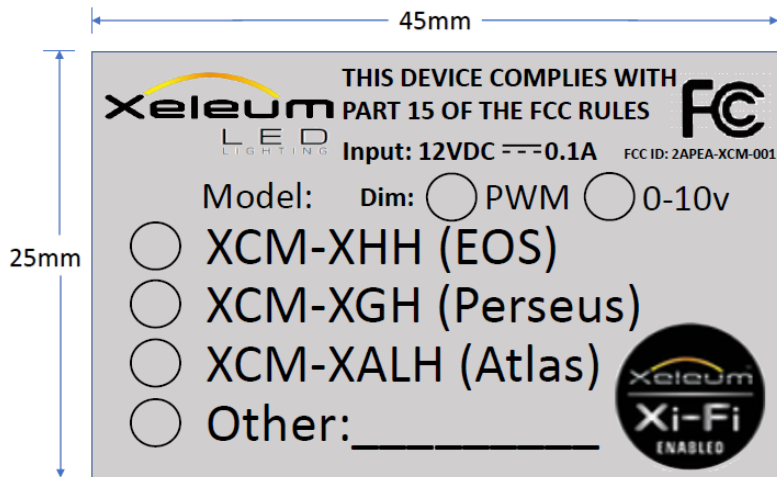 45mm
25mm
Xeleum
LED
LIGHTING
THIS DEVICE COMPLIES WITH
PART 15 OF THE FCC RULES
Input: 12VDC ⎓ 0.1A
FC
FCC ID: 2APEA-XCM-001
Model: Dim: PWM 0-10v
XCM-XHH (EOS)
XCM-XGH (Perseus)
XCM-XALH (Atlas)
Other:_________
Xeleum
Xi-Fi
ENABLED